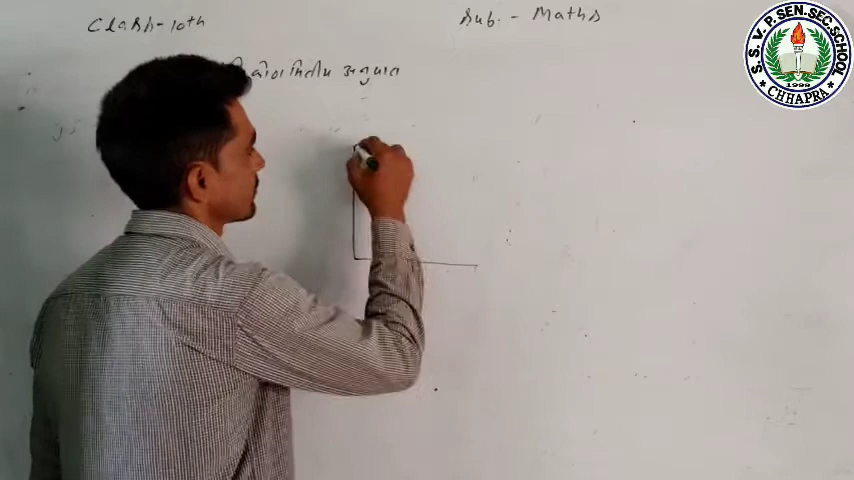 Class-10th
Sub. - Maths
त्रिकोणमितीय अनुपात
S. S. V. P. SEN. SEC. SCHOOL
CHHAPRA